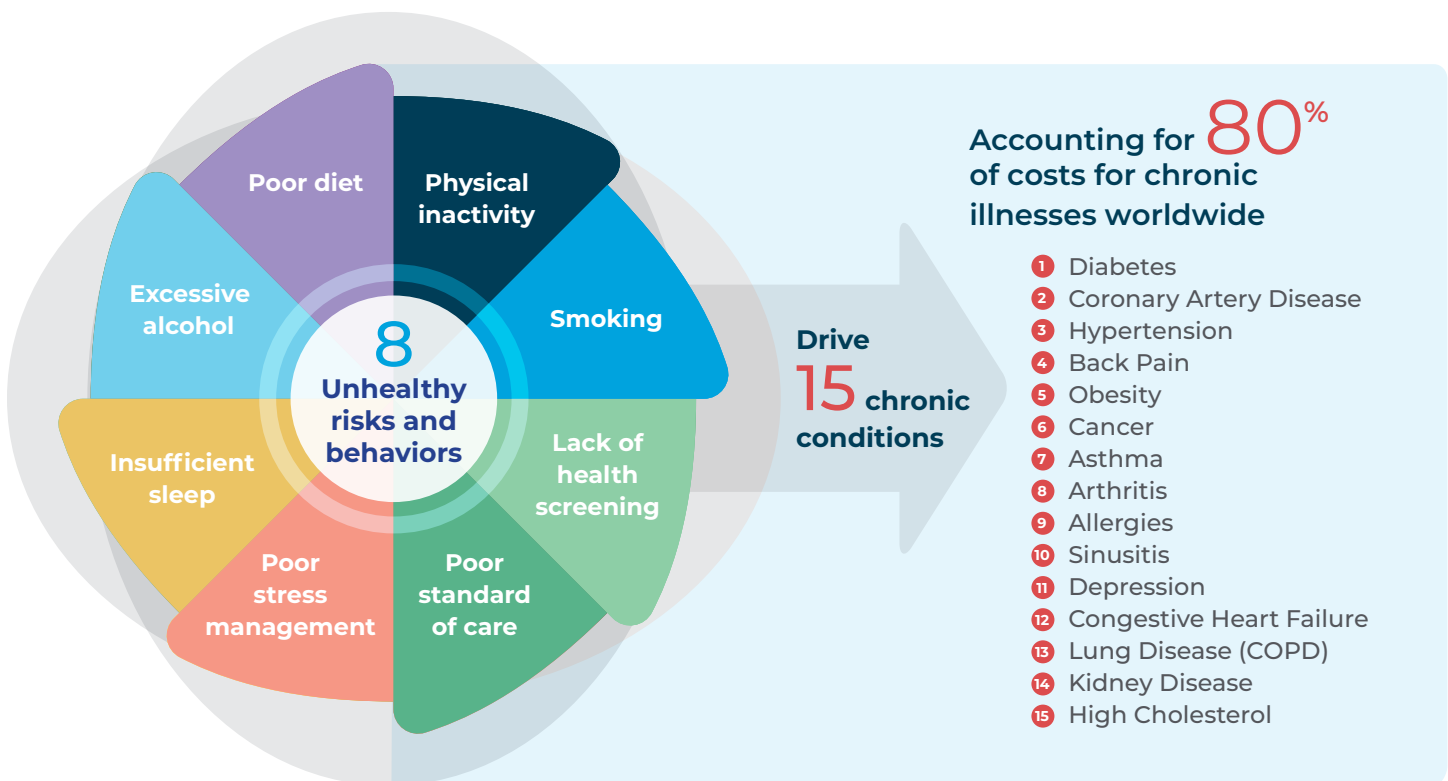 Poor diet
Physical
inactivity
Smoking
Lack of
health
screening
Poor
standard
of care
Poor
stress
management
Insufficient
sleep
Excessive
alcohol
8
Unhealthy
risks and
behaviors
Drive
15 chronic
conditions
Accounting for 80%
of costs for chronic
illnesses worldwide
1 Diabetes
2 Coronary Artery Disease
3 Hypertension
4 Back Pain
5 Obesity
6 Cancer
7 Asthma
8 Arthritis
9 Allergies
10 Sinusitis
11 Depression
12 Congestive Heart Failure
13 Lung Disease (COPD)
14 Kidney Disease
15 High Cholesterol